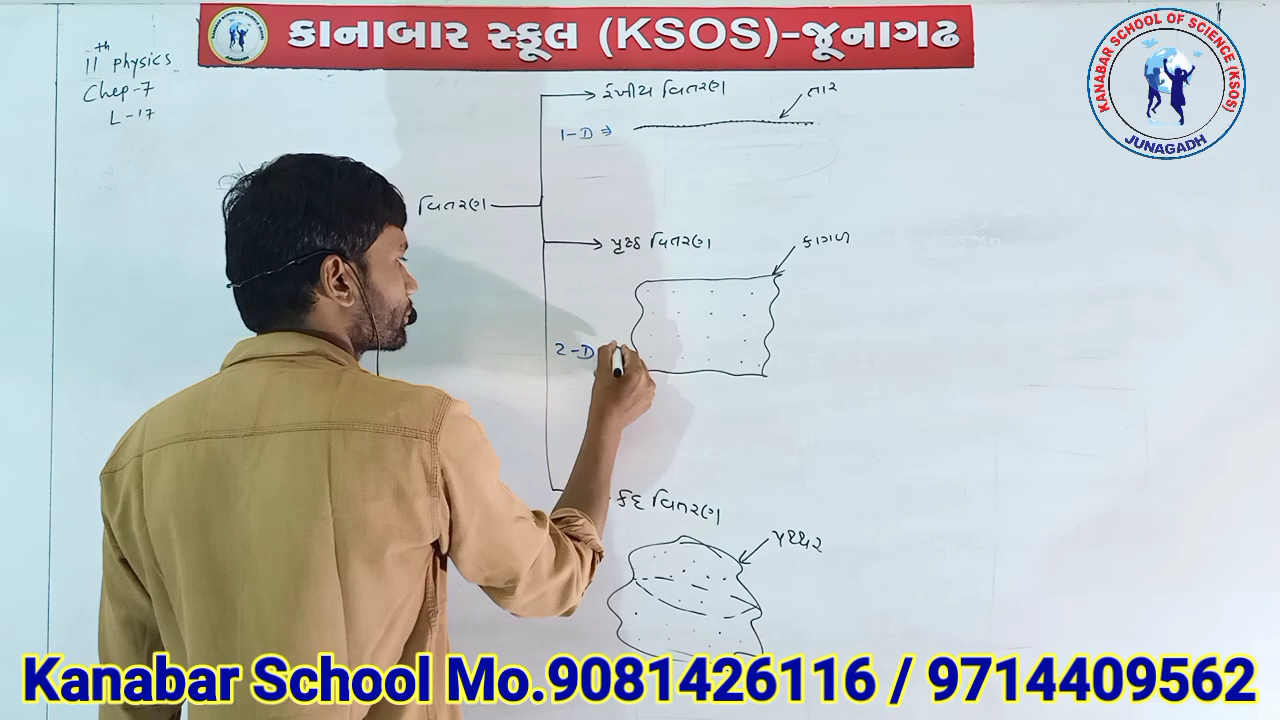 કાનાબાર સ્કૂલ (KSOS)-જૂનાગઢ
KANABAR SCHOOL OF SCIENCE (KSOS)
JUNAGADH
11th physics
Chep-7
L-17
રેખીય વિતરણ
તાર
1-D ⇒
વિતરણ
પૃષ્ઠ વિતરણ
કાગળ
2-D
કદ વિતરણ
પથ્થર
Kanabar School Mo.9081426116 / 9714409562